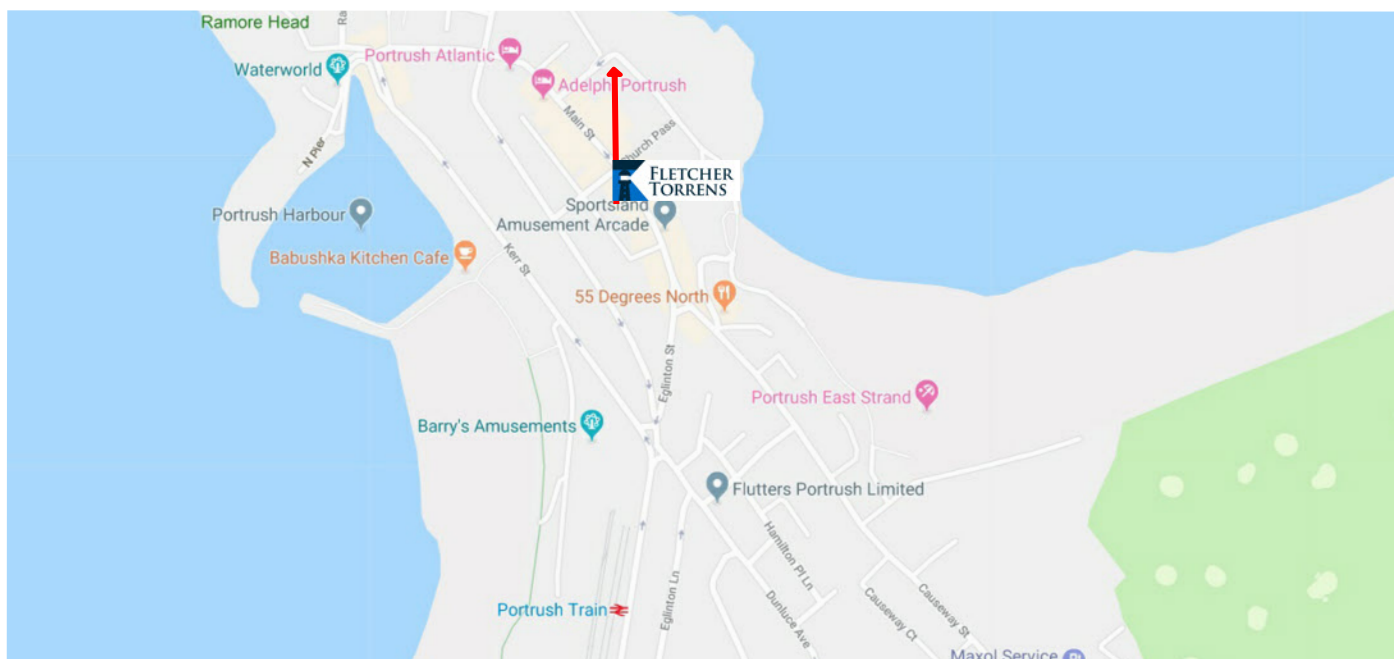 Ramore Head
Ra
Portrush Atlantic
Waterworld
Adelphi Portrush
Main St
Church Pass
N Pier
FLETCHER
TORRENS
Portrush Harbour
Sportsland
Amusement Arcade
Babushka Kitchen Cafe
Kerr St
55 Degrees North
Eglinton St
Portrush East Strand
Barry's Amusements
Flutters Portrush Limited
Hamilton Pl Ln
Portrush Train
Eglinton Ln
Dunluce Ave
Causeway Ct
Causeway St
Maxol Service